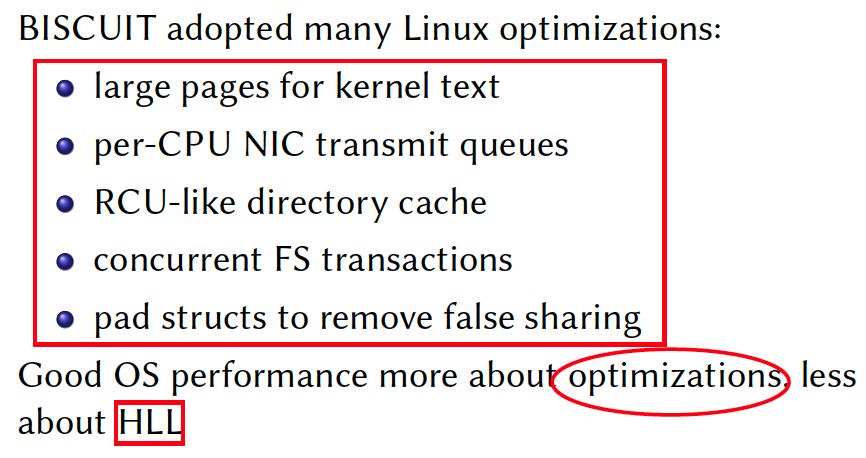 BISCUIT adopted many Linux optimizations:
large pages for kernel text
per-CPU NIC transmit queues
RCU-like directory cache
concurrent FS transactions
pad structs to remove false sharing
Good OS performance more about optimizations, less
about HLL